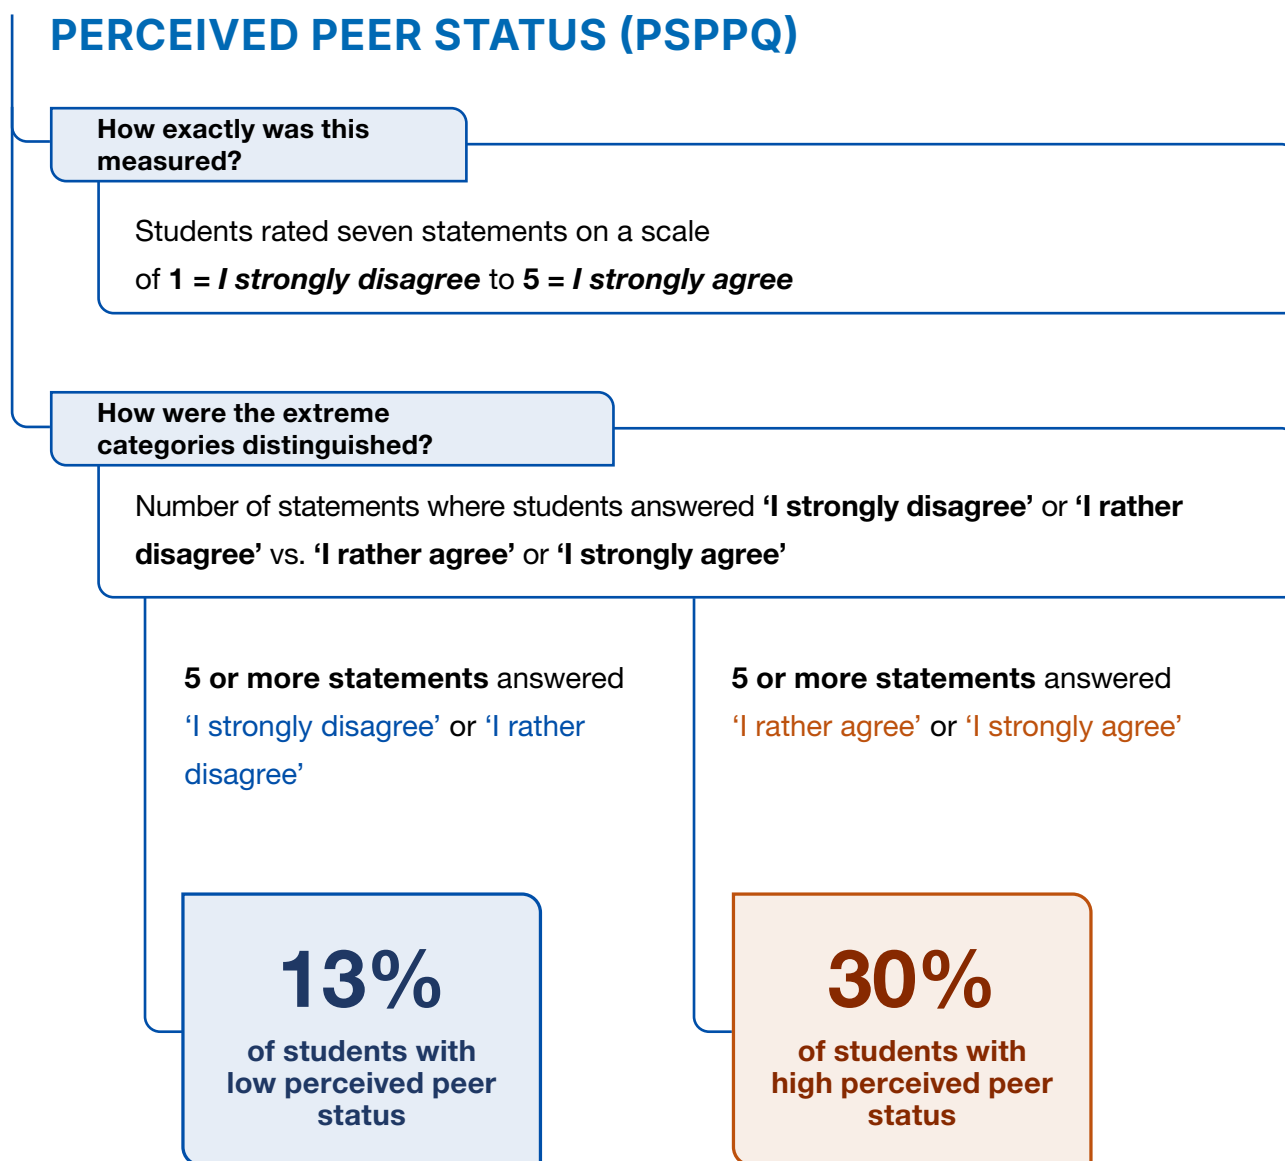 PERCEIVED PEER STATUS (PSPPQ)
How exactly was this
measured?
Students rated seven statements on a scale
of 1 = I strongly disagree to 5 = I strongly agree
How were the extreme
categories distinguished?
Number of statements where students answered ‘I strongly disagree’ or ‘I rather
disagree’ vs. ‘I rather agree’ or ‘I strongly agree’
5 or more statements answered
‘I strongly disagree’ or ‘I rather
disagree’
5 or more statements answered
‘I rather agree’ or ‘I strongly agree’
13%
of students with
low perceived peer
status
30%
of students with
high perceived peer
status